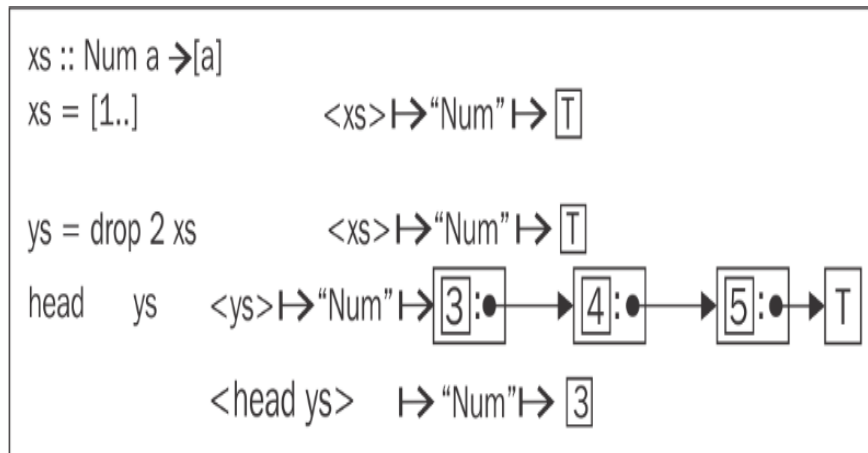 xs :: Num a →[a]
xs = [1..] <xs>↦“Num”↦ T
ys = drop 2 xs <xs>↦“Num”↦ T
head ys <ys>↦“Num”↦ 3:●→ 4:●→ 5:●→ T
<head ys> ↦“Num”↦ 3